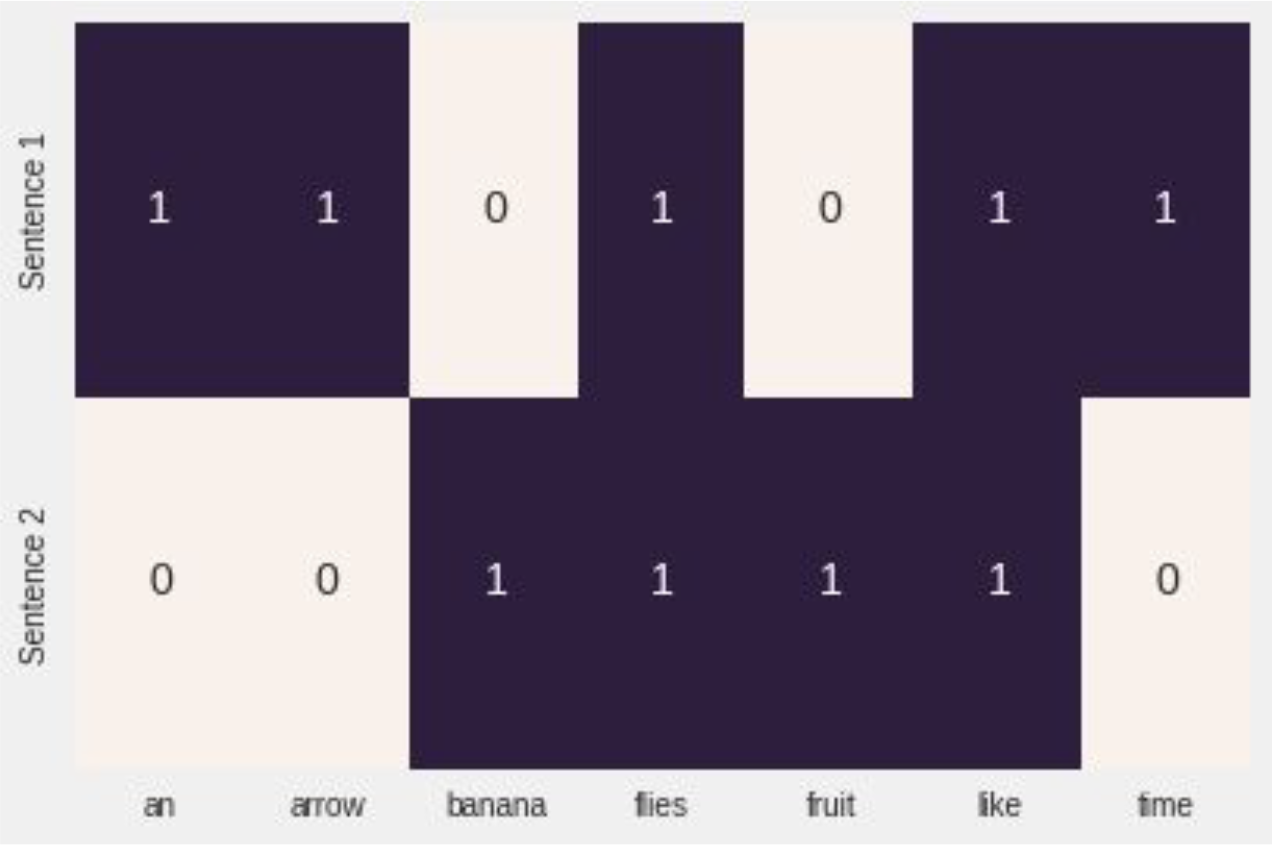 Sentence 1
1 1 0 1 0 1 1
Sentence 2
0 0 1 1 1 1 0
an arrow banana flies fruit like time